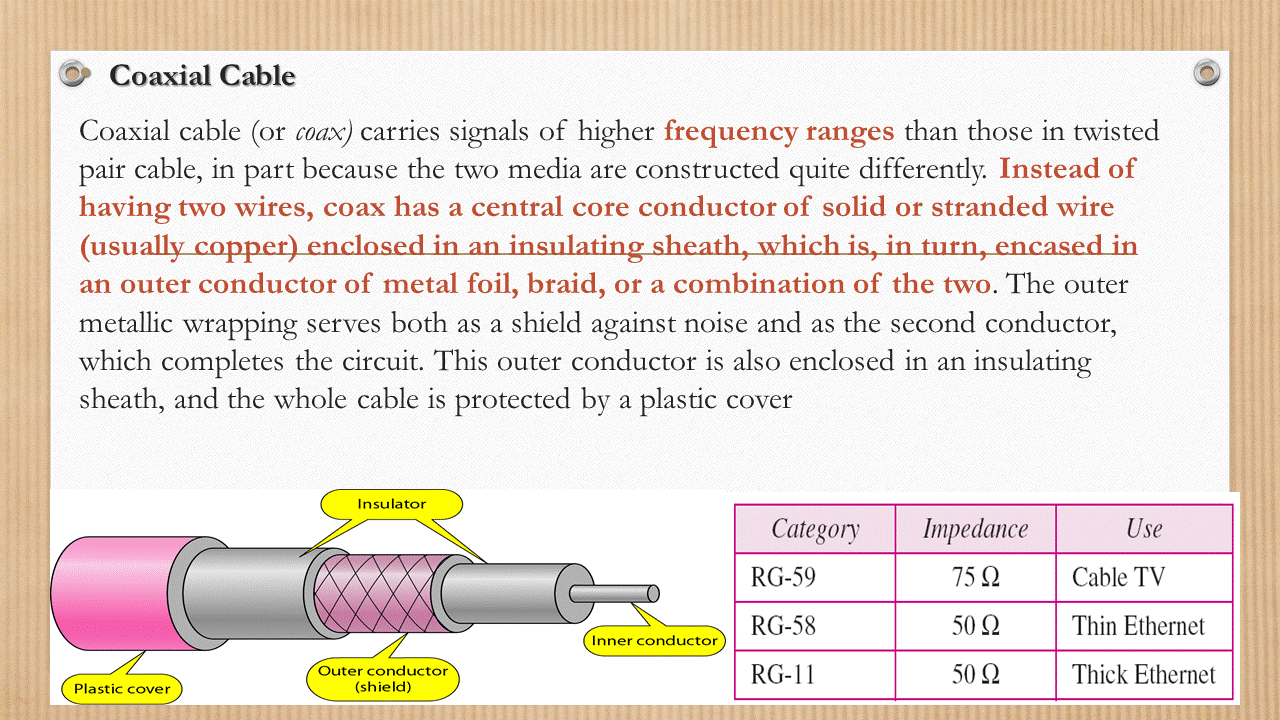 Coaxial Cable
Coaxial cable (or coax) carries signals of higher frequency ranges than those in twisted
pair cable, in part because the two media are constructed quite differently. Instead of
having two wires, coax has a central core conductor of solid or stranded wire
(usually copper) enclosed in an insulating sheath, which is, in turn, encased in
an outer conductor of metal foil, braid, or a combination of the two. The outer
metallic wrapping serves both as a shield against noise and as the second conductor,
which completes the circuit. This outer conductor is also enclosed in an insulating
sheath, and the whole cable is protected by a plastic cover
Insulator
Inner conductor
Outer conductor
(shield)
Plastic cover
Category Impedance Use
RG-59 75 Ω Cable TV
RG-58 50 Ω Thin Ethernet
RG-11 50 Ω Thick Ethernet